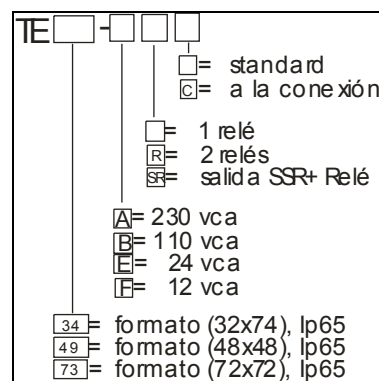 TE -
= standard
C = a la conexión
= 1 relé
R = 2 relés
SR = salida SSR+ Relé
A = 230 vca
B = 110 vca
E = 24 vca
F = 12 vca
34 = formato (32x74), Ip65
49 = formato (48x48), Ip65
73 = formato (72x72), Ip65